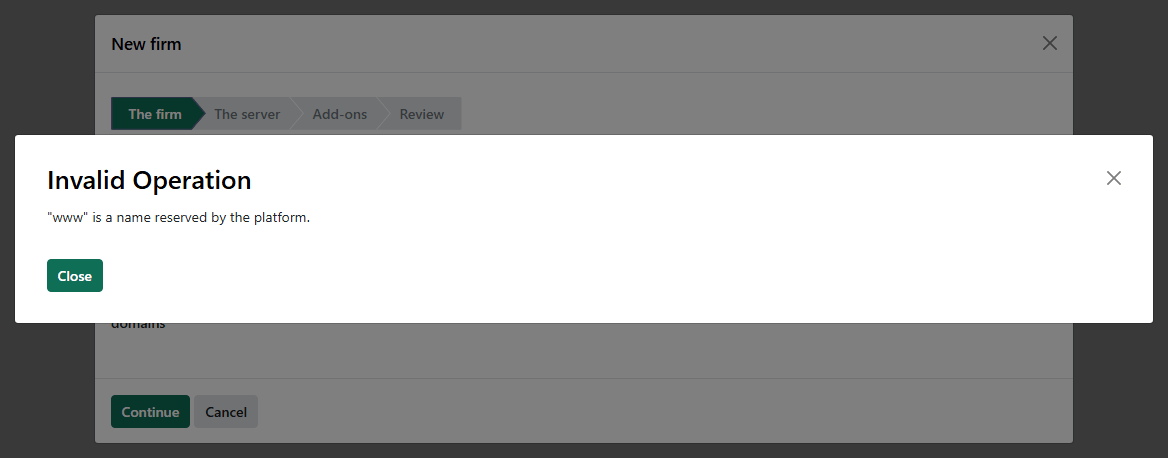 New firm
The firm
The server
Add-ons
Review
Invalid Operation
"www" is a name reserved by the platform.
Close
domains
Continue
Cancel